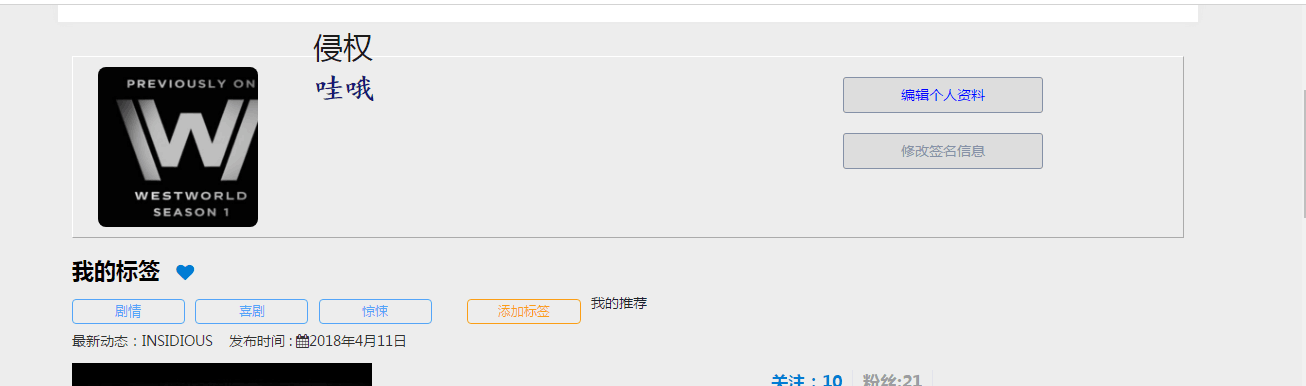 侵权
哇哦
PREVIOUSLY ON
W
WESTWORLD
SEASON 1
编辑个人资料
修改签名信息
我的标签
剧情 喜剧 惊悚 添加标签 我的推荐
最新动态：INSIDIOUS 发布时间：2018年4月11日
关注：10 粉丝:21